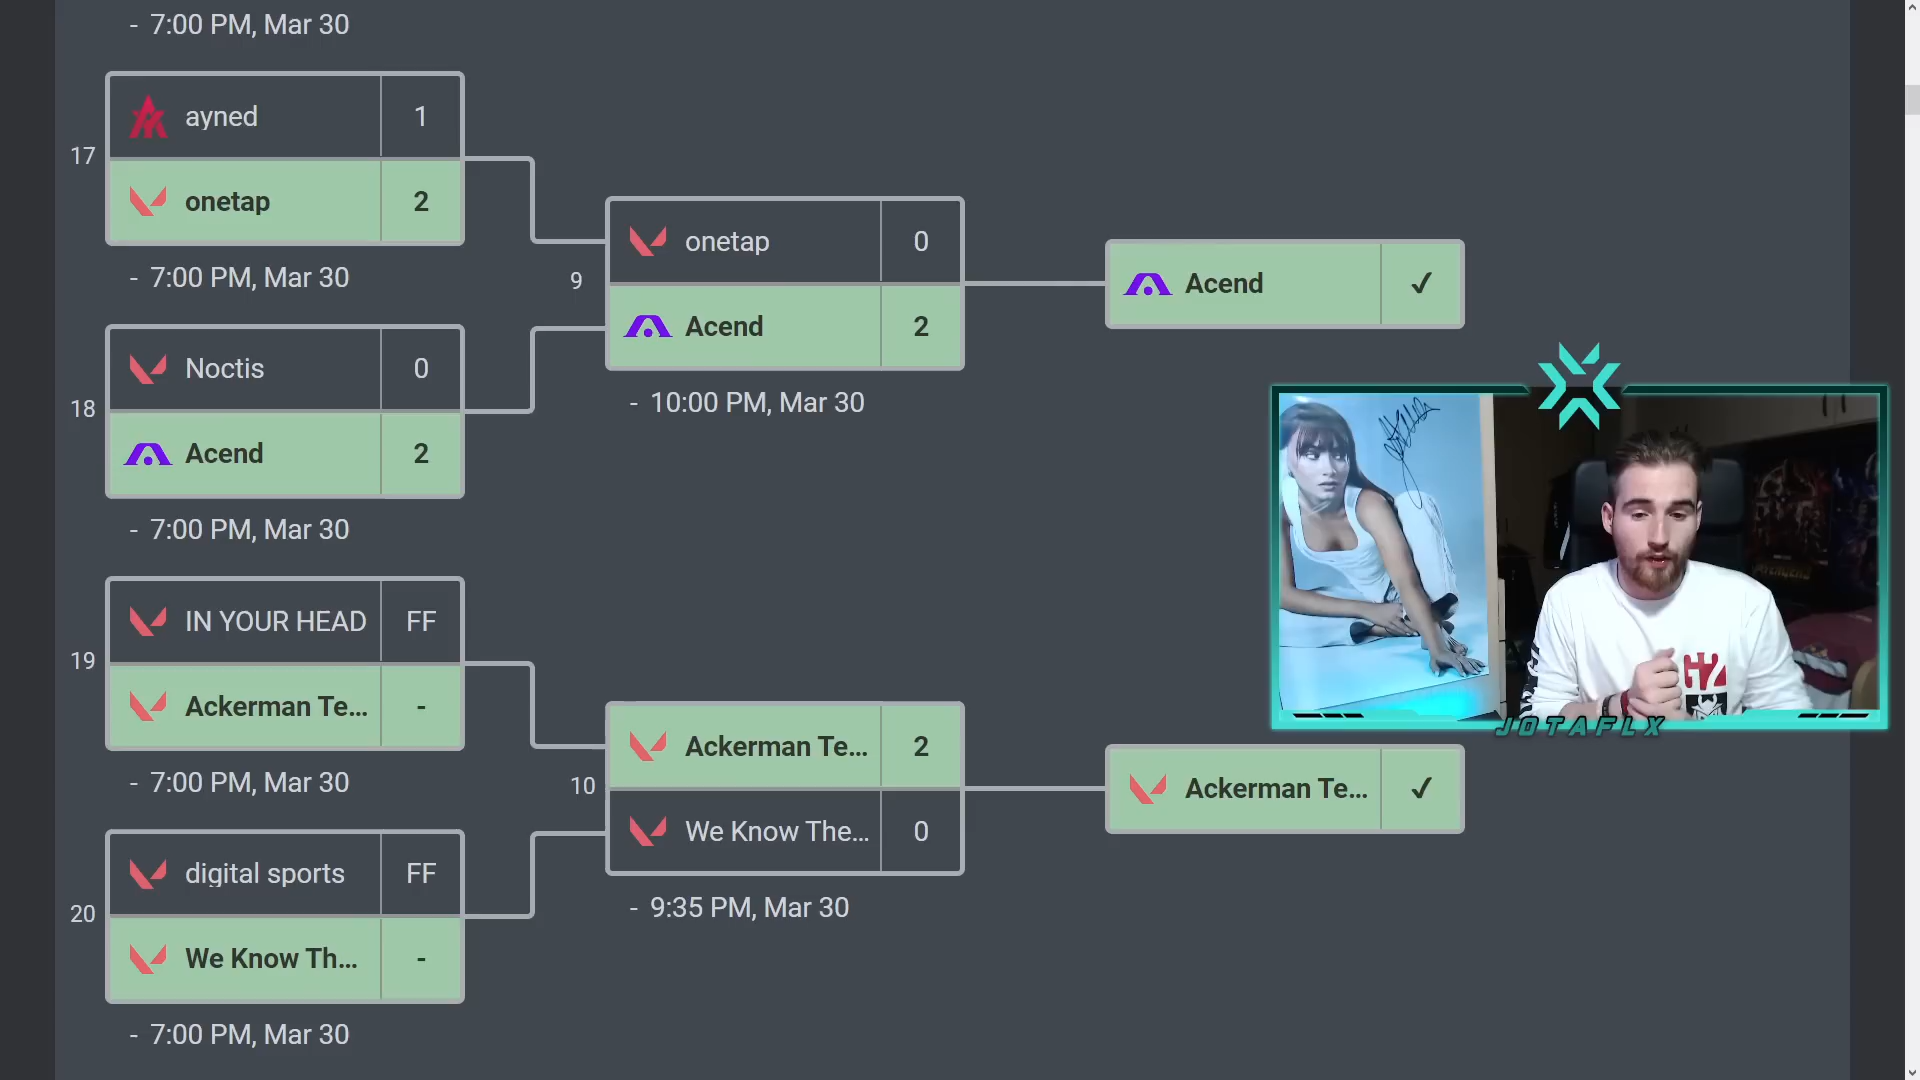 - 7:00 PM, Mar 30
17
ayned 1
onetap 2
- 7:00 PM, Mar 30
18
Noctis 0
Acend 2
- 7:00 PM, Mar 30
9
onetap 0
Acend 2
- 10:00 PM, Mar 30
Acend ✓
19
IN YOUR HEAD FF
Ackerman Te... -
- 7:00 PM, Mar 30
20
digital sports FF
We Know Th... -
- 7:00 PM, Mar 30
10
Ackerman Te... 2
We Know The... 0
- 9:35 PM, Mar 30
Ackerman Te... ✓
G2
JOTAFLX